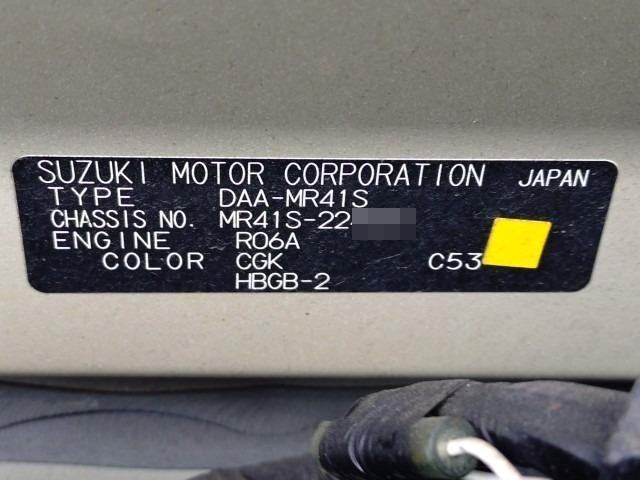 SUZUKI MOTOR CORPORATION JAPAN
TYPE DAA-MR41S
CHASSIS NO. MR41S-22
ENGINE R06A
COLOR CGK C53
HBGB-2